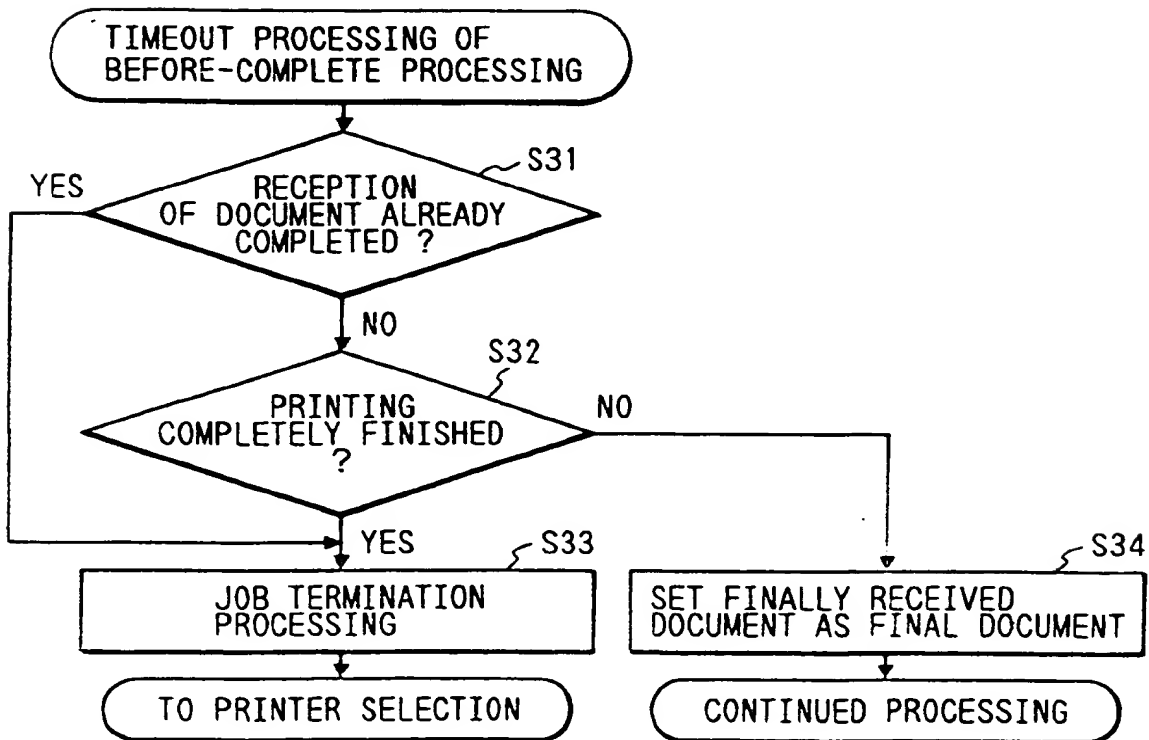 TIMEOUT PROCESSING OF
BEFORE-COMPLETE PROCESSING
S31
YES
RECEPTION
OF DOCUMENT ALREADY
COMPLETED ?
NO
S32
PRINTING
COMPLETELY FINISHED
?
NO
YES
S33
JOB TERMINATION
PROCESSING
S34
SET FINALLY RECEIVED
DOCUMENT AS FINAL DOCUMENT
TO PRINTER SELECTION
CONTINUED PROCESSING